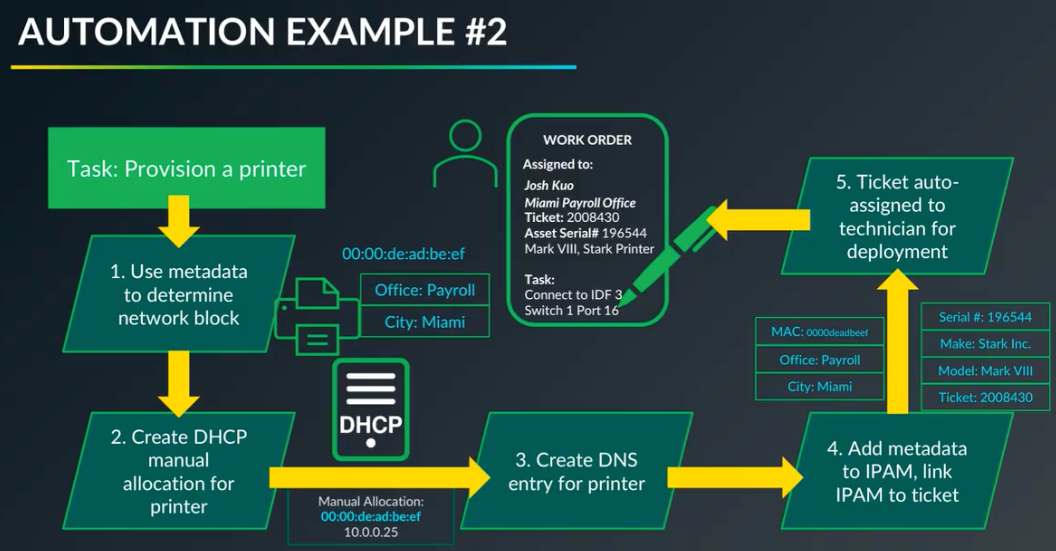 AUTOMATION EXAMPLE #2
Task: Provision a printer
1. Use metadata
to determine
network block
00:00:de:ad:be:ef
Office: Payroll
City: Miami
2. Create DHCP
manual
allocation for
printer
DHCP
Manual Allocation:
00:00:de:ad:be:ef
10.0.0.25
3. Create DNS
entry for printer
4. Add metadata
to IPAM, link
IPAM to ticket
MAC: 0000deadbeef
Office: Payroll
City: Miami
Serial #: 196544
Make: Stark Inc.
Model: Mark VIII
Ticket: 2008430
5. Ticket auto-
assigned to
technician for
deployment
WORK ORDER
Assigned to:
Josh Kuo
Miami Payroll Office
Ticket: 2008430
Asset Serial# 196544
Mark VIII, Stark Printer
Task:
Connect to IDF 3
Switch 1 Port 16